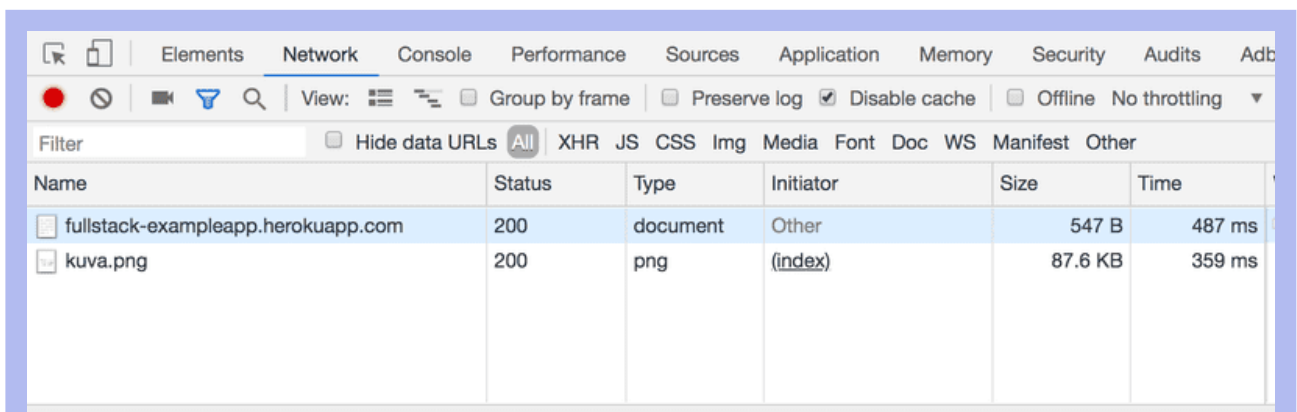 Elements Network Console Performance Sources Application Memory Security Audits Adb
View: Group by frame Preserve log Disable cache Offline No throttling
Filter Hide data URLs All XHR JS CSS Img Media Font Doc WS Manifest Other
Name Status Type Initiator Size Time
fullstack-exampleapp.herokuapp.com 200 document Other 547 B 487 ms
kuva.png 200 png (index) 87.6 KB 359 ms